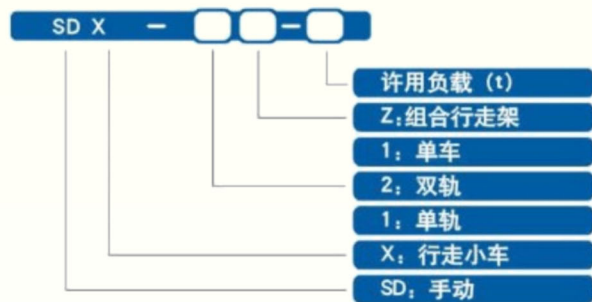 SD X - -
许用负载（t）
Z:组合行走架
1：单车
2：双轨
1：单轨
X：行走小车
SD：手动